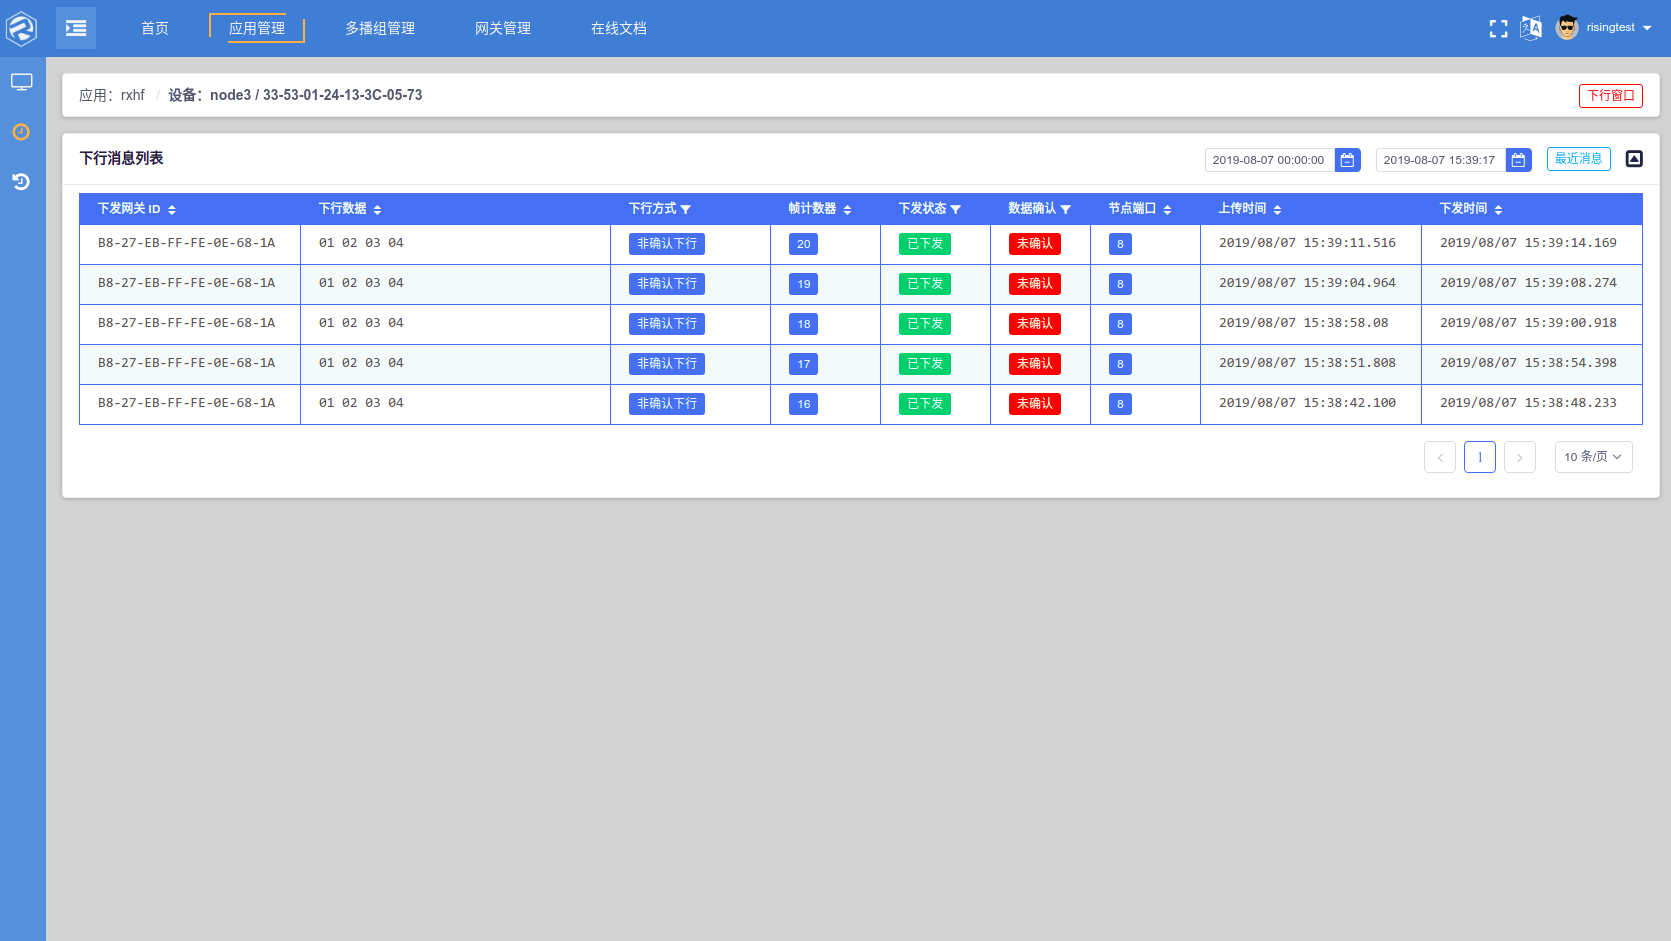 首页 应用管理 多播组管理 网关管理 在线文档 risingtest
应用：rxhf / 设备：node3 / 33-53-01-24-13-3C-05-73 下行窗口
下行消息列表 2019-08-07 00:00:00 2019-08-07 15:39:17 最近消息
下发网关 ID 下行数据 下行方式 帧计数器 下发状态 数据确认 节点端口 上传时间 下发时间
B8-27-EB-FF-FE-0E-68-1A 01 02 03 04 非确认下行 20 已下发 未确认 8 2019/08/07 15:39:11.516 2019/08/07 15:39:14.169
B8-27-EB-FF-FE-0E-68-1A 01 02 03 04 非确认下行 19 已下发 未确认 8 2019/08/07 15:39:04.964 2019/08/07 15:39:08.274
B8-27-EB-FF-FE-0E-68-1A 01 02 03 04 非确认下行 18 已下发 未确认 8 2019/08/07 15:38:58.08 2019/08/07 15:39:00.918
B8-27-EB-FF-FE-0E-68-1A 01 02 03 04 非确认下行 17 已下发 未确认 8 2019/08/07 15:38:51.808 2019/08/07 15:38:54.398
B8-27-EB-FF-FE-0E-68-1A 01 02 03 04 非确认下行 16 已下发 未确认 8 2019/08/07 15:38:42.100 2019/08/07 15:38:48.233
1 10 条/页